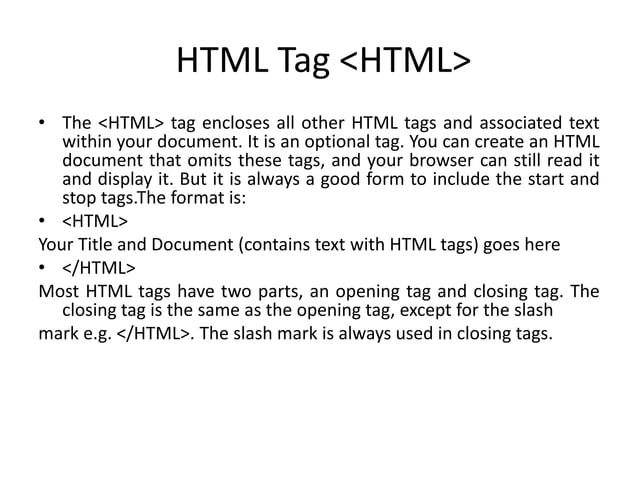 HTML Tag <HTML>
• The <HTML> tag encloses all other HTML tags and associated text
within your document. It is an optional tag. You can create an HTML
document that omits these tags, and your browser can still read it
and display it. But it is always a good form to include the start and
stop tags.The format is:
• <HTML>
Your Title and Document (contains text with HTML tags) goes here
• </HTML>
Most HTML tags have two parts, an opening tag and closing tag. The
closing tag is the same as the opening tag, except for the slash
mark e.g. </HTML>. The slash mark is always used in closing tags.